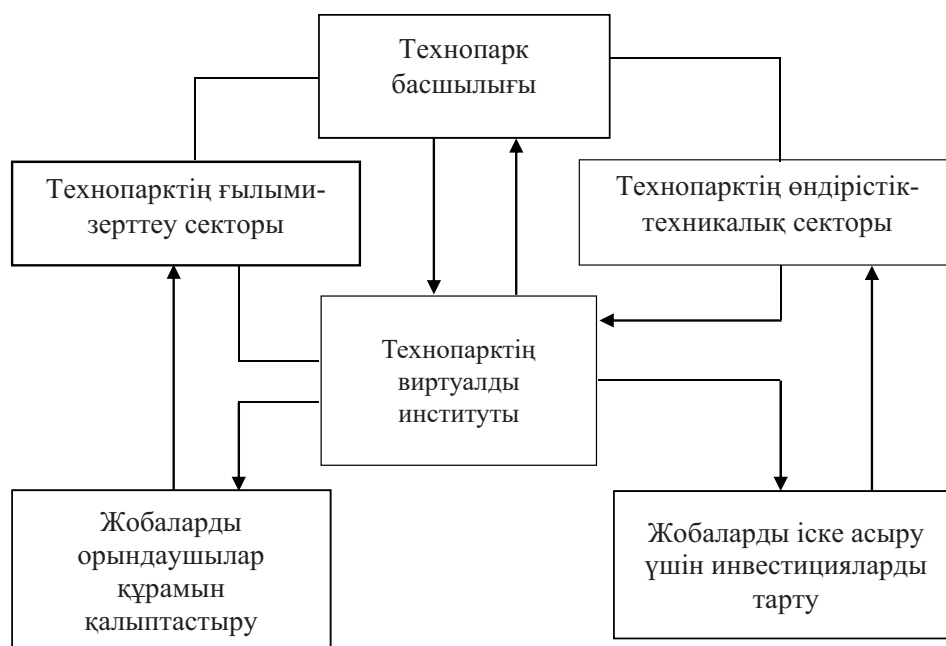 Технопарк
басшылығы
Технопарктің ғылыми-
зерттеу секторы
Технопарктің өндірістік-
техникалық секторы
Технопарктің
виртуалды
институты
Жобаларды
орындаушылар
құрамын
қалыптастыру
Жобаларды іске асыру
үшін инвестицияларды
тарту